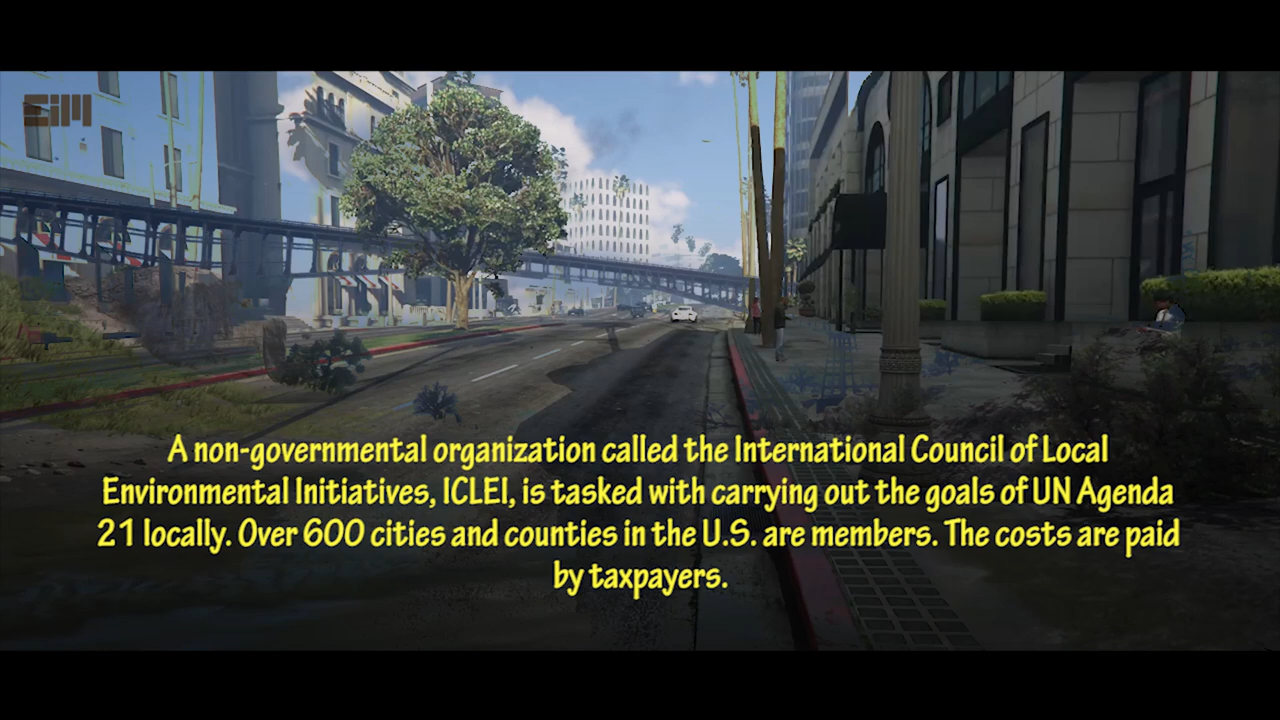 SiM
A non-governmental organization called the International Council of Local
Environmental Initiatives, ICLEI, is tasked with carrying out the goals of UN Agenda
21 locally. Over 600 cities and counties in the U.S. are members. The costs are paid
by taxpayers.